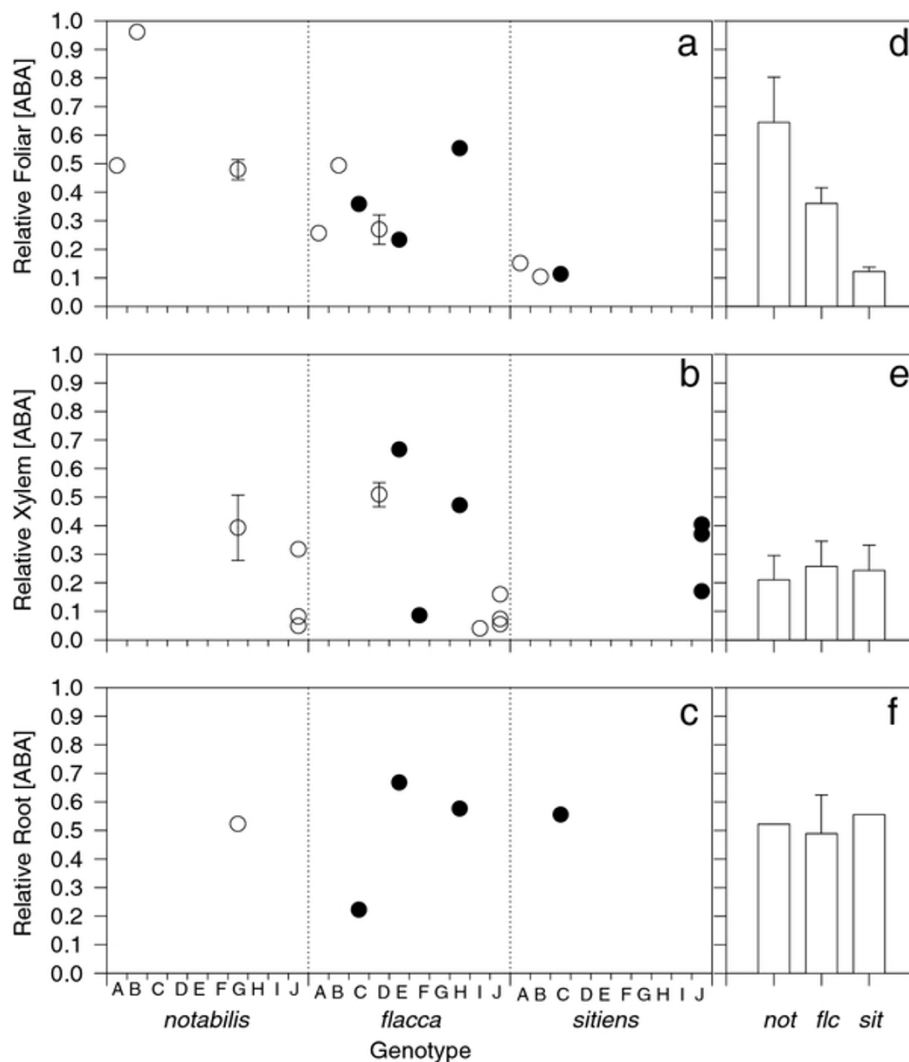 1.0
0.9
0.8
0.7
0.6
0.5
0.4
0.3
0.2
0.1
0.0
Relative Foliar [ABA]
a
d
1.0
0.9
0.8
0.7
0.6
0.5
0.4
0.3
0.2
0.1
0.0
Relative Xylem [ABA]
b
e
1.0
0.9
0.8
0.7
0.6
0.5
0.4
0.3
0.2
0.1
0.0
Relative Root [ABA]
c
f
A B C D E F G H I J A B C D E F G H I J A B C D E F G H I J
notabilis flacca sitiens not flc sit
Genotype